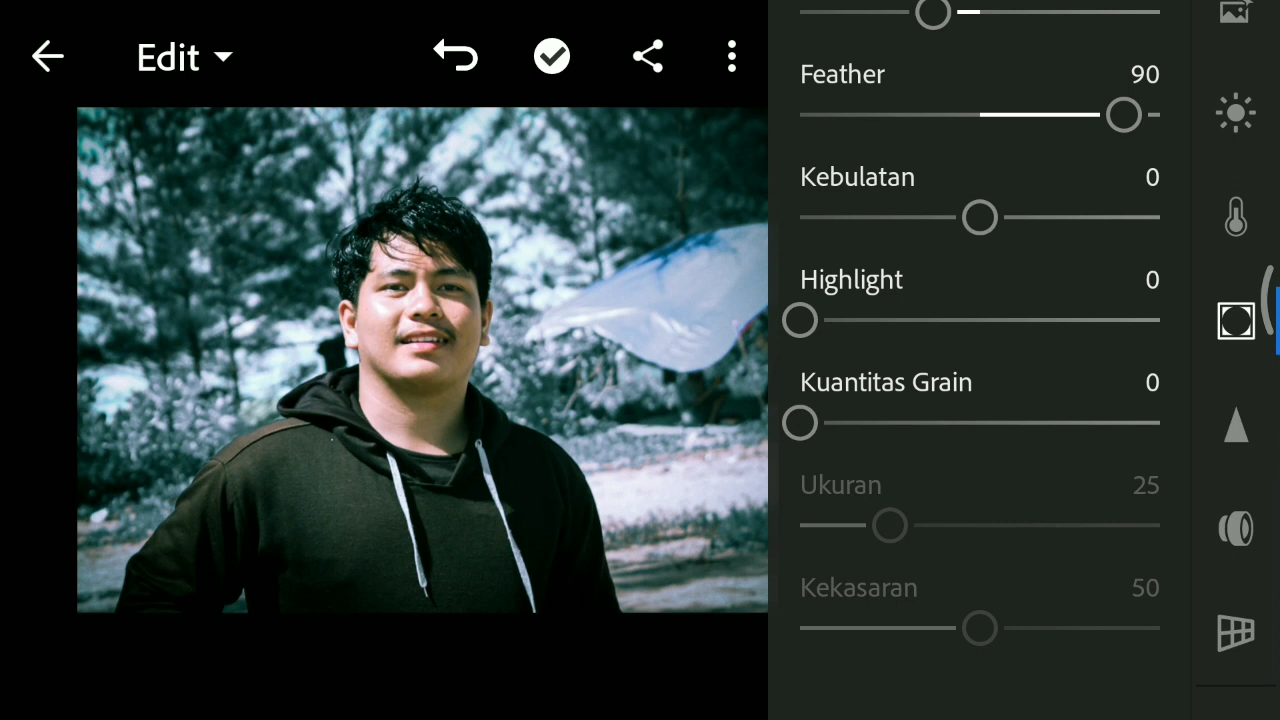 Edit
Feather 90
Kebulatan 0
Highlight 0
Kuantitas Grain 0
Ukuran 25
Kekasaran 50